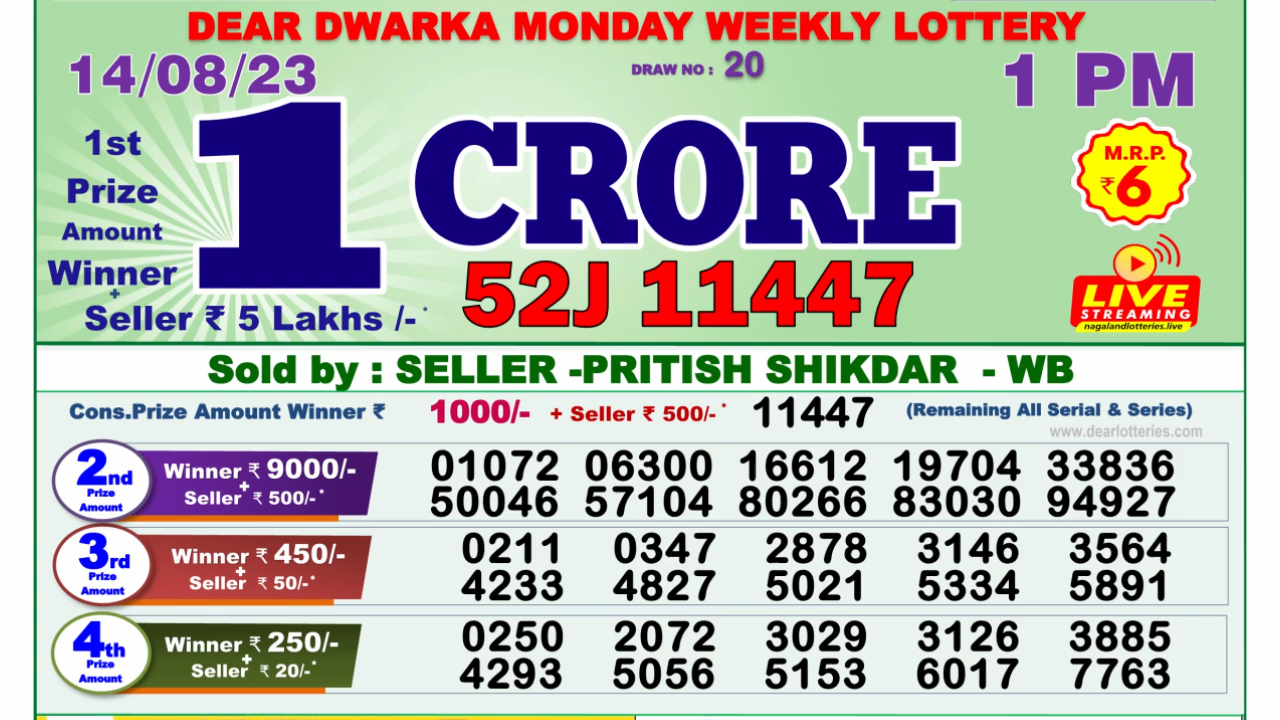 DEAR DWARKA MONDAY WEEKLY LOTTERY
14/08/23
DRAW NO : 20
1 PM
1st
Prize
Amount
Winner
+
Seller ₹ 5 Lakhs /-*
1 CRORE
52J 11447
M.R.P.
₹6
LIVE
STREAMING
nagalandlotteries.live
Sold by : SELLER -PRITISH SHIKDAR - WB
Cons.Prize Amount Winner ₹ 1000/- + Seller ₹ 500/-* 11447 (Remaining All Serial & Series)
www.dearlotteries.com
2nd
Prize
Amount
Winner ₹ 9000/-
+
Seller ₹ 500/-*
01072 06300 16612 19704 33836
50046 57104 80266 83030 94927
3rd
Prize
Amount
Winner ₹ 450/-
+
Seller ₹ 50/-*
0211 0347 2878 3146 3564
4233 4827 5021 5334 5891
4th
Prize
Amount
Winner ₹ 250/-
+
Seller ₹ 20/-*
0250 2072 3029 3126 3885
4293 5056 5153 6017 7763